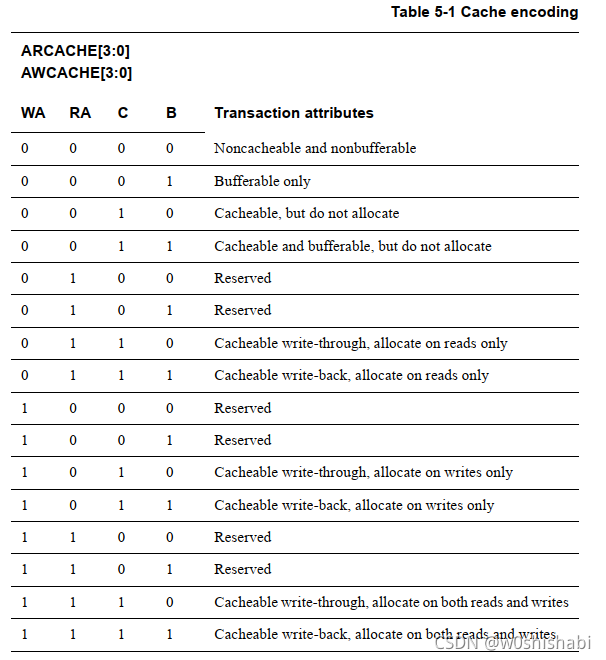 Table 5-1 Cache encoding
ARCACHE[3:0]
AWCACHE[3:0]
WA RA C B Transaction attributes
0 0 0 0 Noncacheable and nonbufferable
0 0 0 1 Bufferable only
0 0 1 0 Cacheable, but do not allocate
0 0 1 1 Cacheable and bufferable, but do not allocate
0 1 0 0 Reserved
0 1 0 1 Reserved
0 1 1 0 Cacheable write-through, allocate on reads only
0 1 1 1 Cacheable write-back, allocate on reads only
1 0 0 0 Reserved
1 0 0 1 Reserved
1 0 1 0 Cacheable write-through, allocate on writes only
1 0 1 1 Cacheable write-back, allocate on writes only
1 1 0 0 Reserved
1 1 0 1 Reserved
1 1 1 0 Cacheable write-through, allocate on both reads and writes
1 1 1 1 Cacheable write-back, allocate on both reads and writes
CSDN @w0shishabi